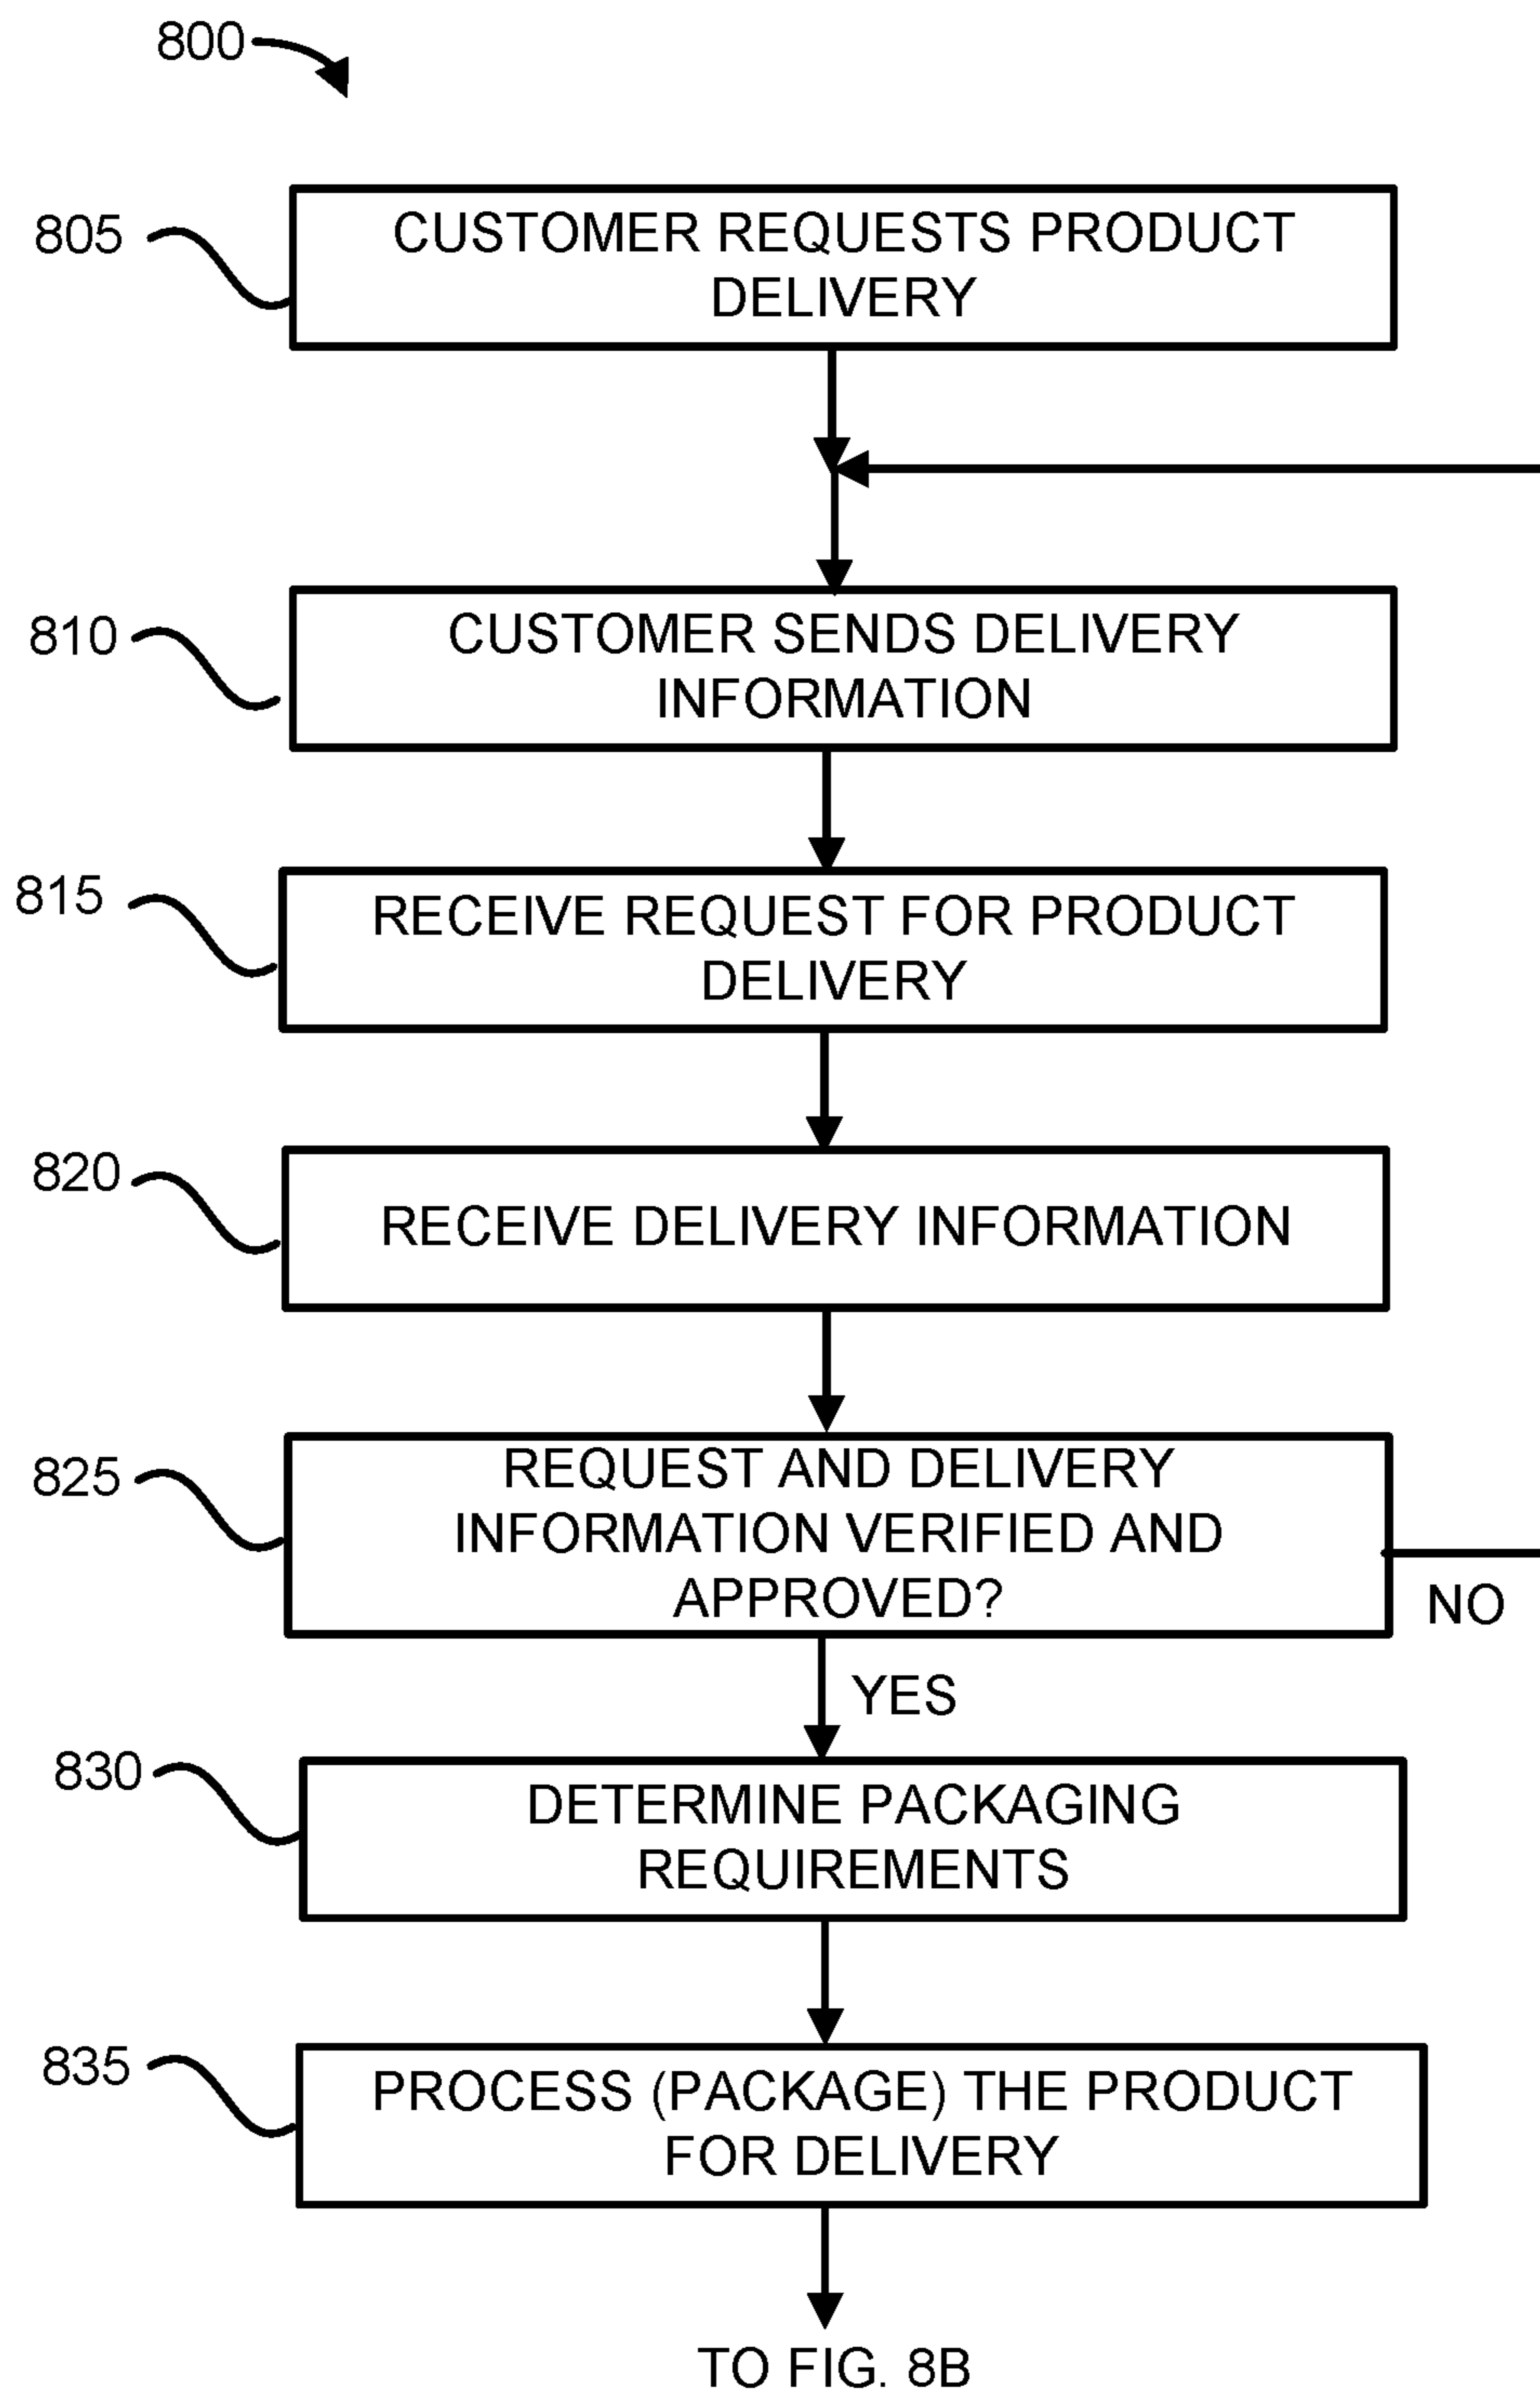 800
805
CUSTOMER REQUESTS PRODUCT
DELIVERY
810
CUSTOMER SENDS DELIVERY
INFORMATION
815
RECEIVE REQUEST FOR PRODUCT
DELIVERY
820
RECEIVE DELIVERY INFORMATION
825
REQUEST AND DELIVERY
INFORMATION VERIFIED AND
APPROVED?
NO
YES
830
DETERMINE PACKAGING
REQUIREMENTS
835
PROCESS (PACKAGE) THE PRODUCT
FOR DELIVERY
TO FIG. 8B